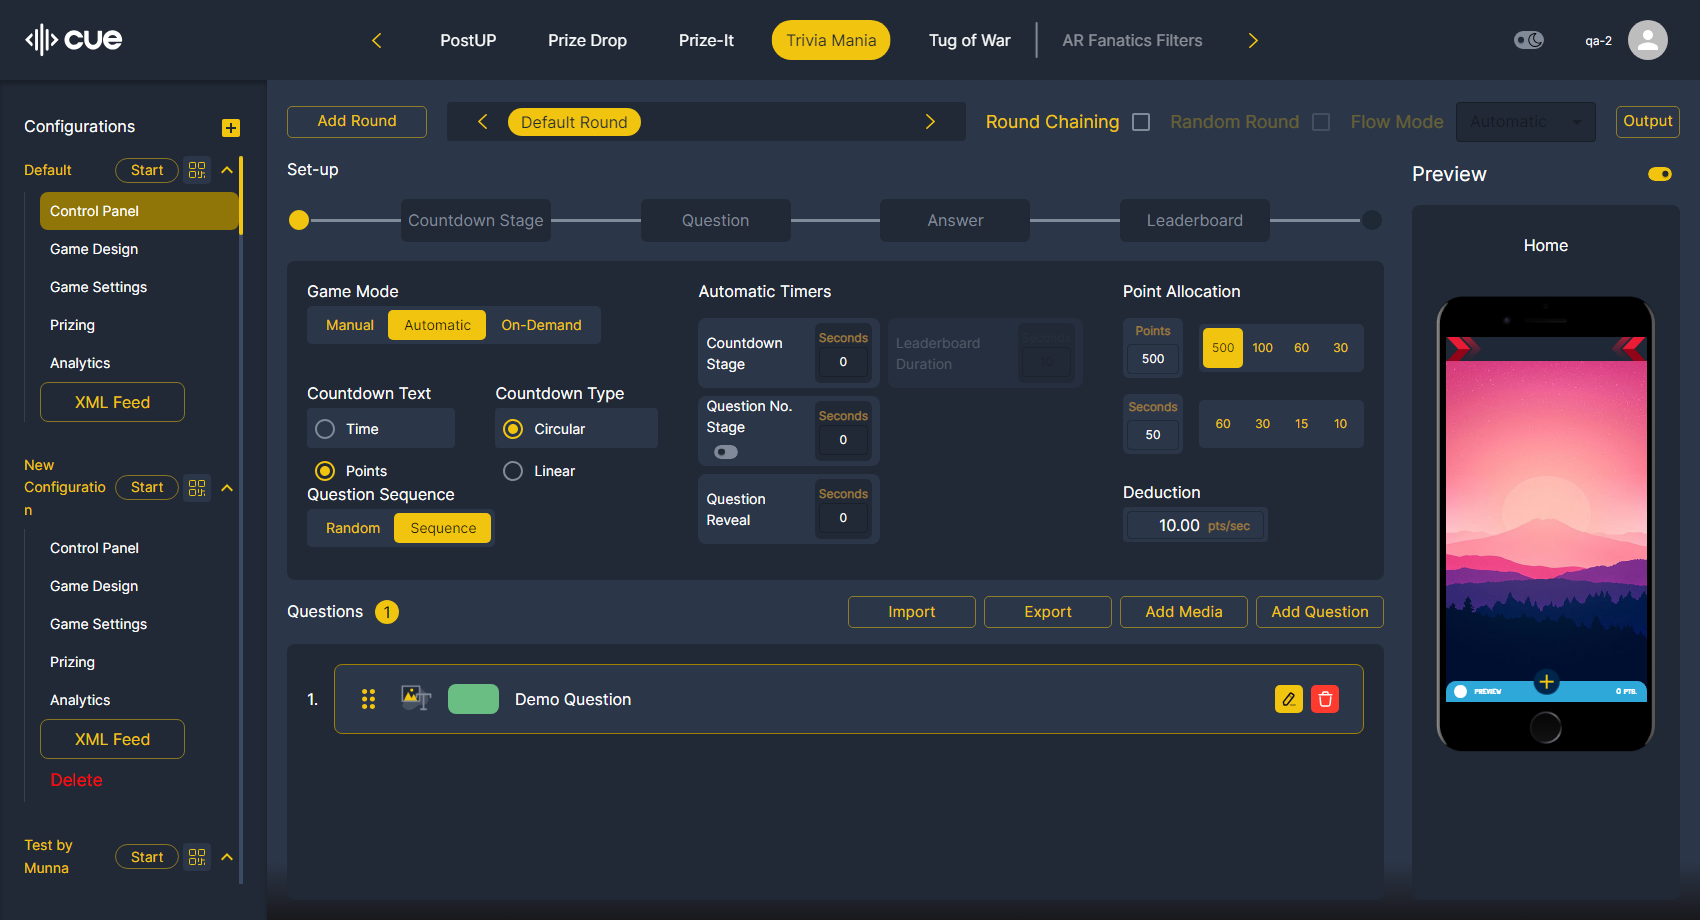 cue
PostUP
Prize Drop
Prize-It
Trivia Mania
Tug of War
AR Fanatics Filters
qa-2
Configurations
Default
Start
Control Panel
Game Design
Game Settings
Prizing
Analytics
XML Feed
New
Configuratio
n
Start
Control Panel
Game Design
Game Settings
Prizing
Analytics
XML Feed
Delete
Test by
Munna
Start
Add Round
Default Round
Round Chaining
Random Round
Flow Mode
Automatic
Output
Set-up
Countdown Stage
Question
Answer
Leaderboard
Game Mode
Manual
Automatic
On-Demand
Countdown Text
Time
Points
Countdown Type
Circular
Linear
Question Sequence
Random
Sequence
Automatic Timers
Countdown
Stage
Seconds
0
Leaderboard
Duration
Seconds
10
Question No.
Stage
Seconds
0
Question
Reveal
Seconds
0
Point Allocation
Points
500
500
100
60
30
Seconds
50
60
30
15
10
Deduction
10.00 pts/sec
Questions 1
Import
Export
Add Media
Add Question
1.
T
Demo Question
Preview
Home
PREVIEW
0 PTS.